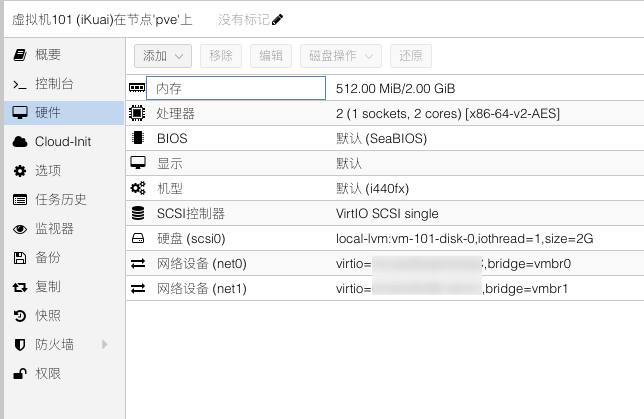 虚拟机101 (iKuai)在节点'pve'上 没有标记
概要
控制台
硬件
Cloud-Init
选项
任务历史
监视器
备份
复制
快照
防火墙
权限
添加 移除 编辑 磁盘操作 还原
内存 512.00 MiB/2.00 GiB
处理器 2 (1 sockets, 2 cores) [x86-64-v2-AES]
BIOS 默认 (SeaBIOS)
显示 默认
机型 默认 (i440fx)
SCSI控制器 VirtIO SCSI single
硬盘 (scsi0) local-lvm:vm-101-disk-0,iothread=1,size=2G
网络设备 (net0) virtio= ,bridge=vmbr0
网络设备 (net1) virtio= ,bridge=vmbr1